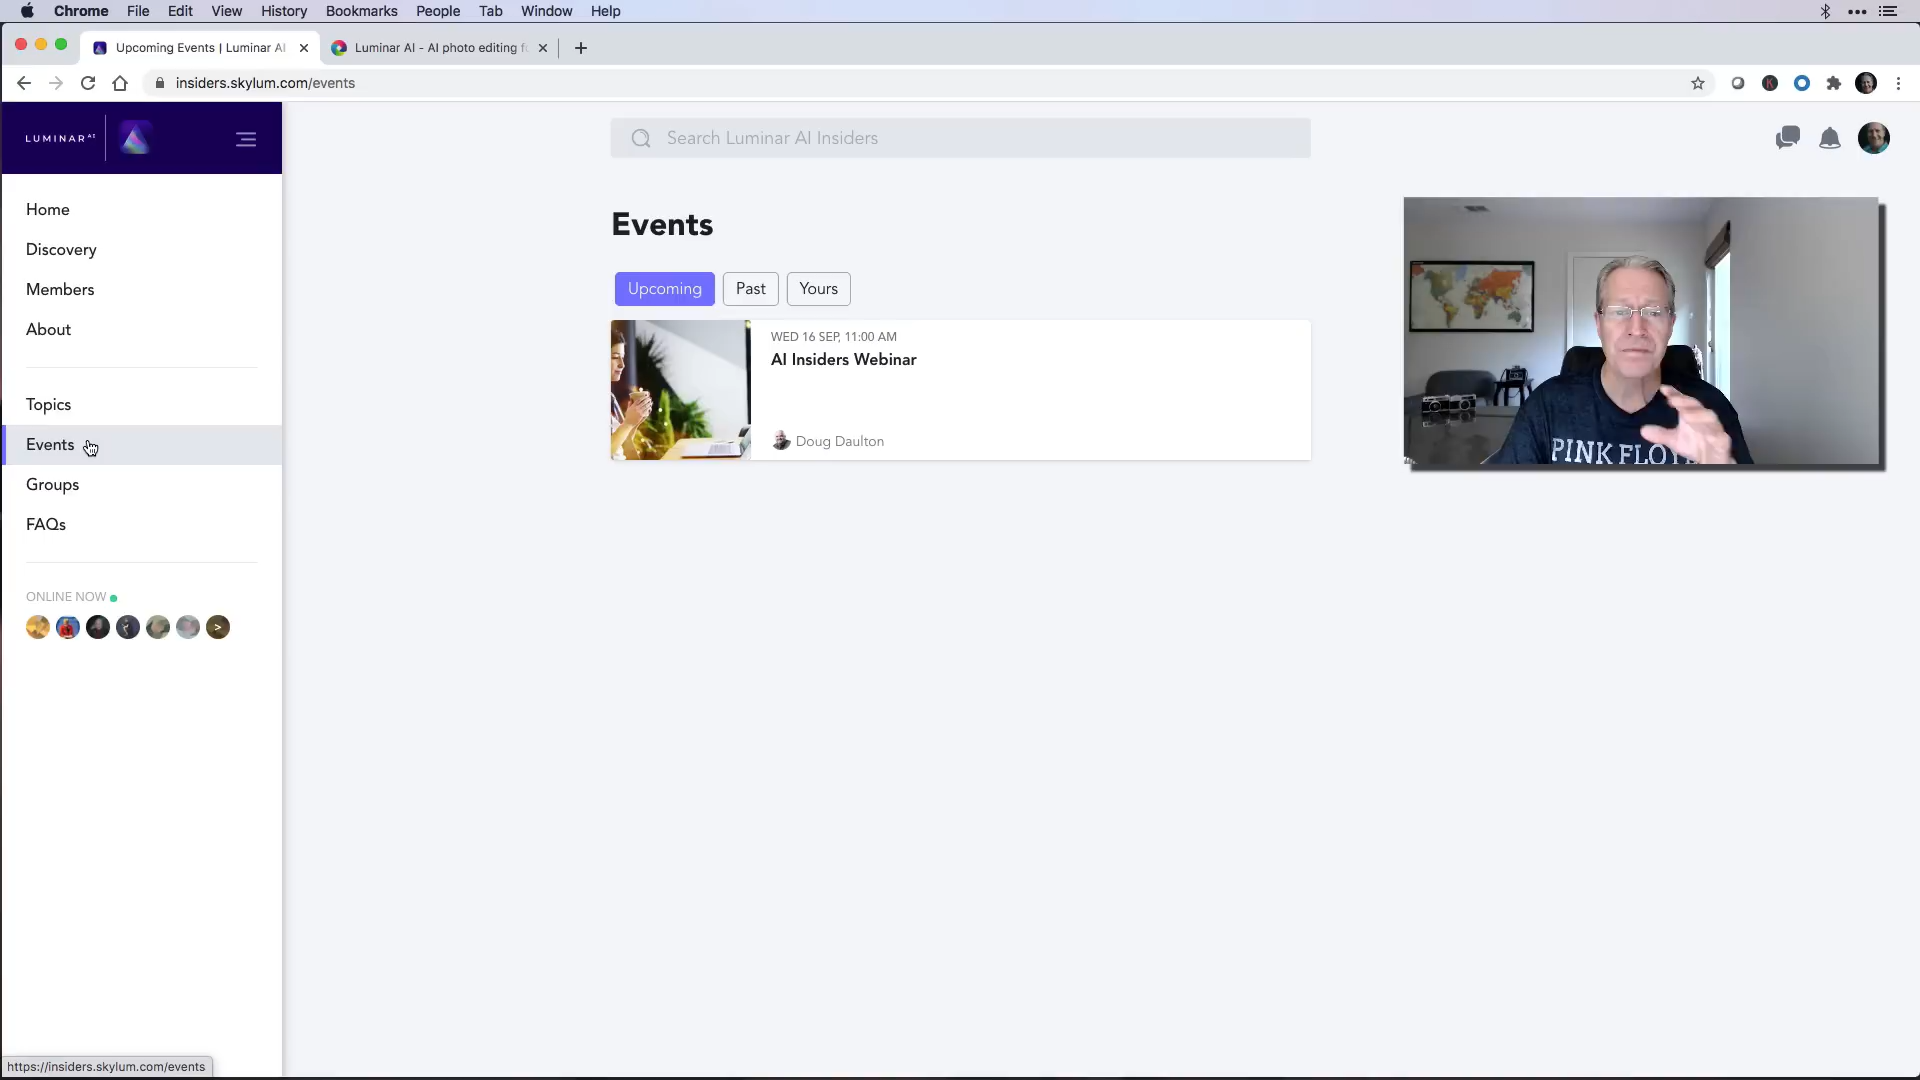 Chrome File Edit View History Bookmarks People Tab Window Help
Upcoming Events | Luminar AI
Luminar AI - AI photo editing fo
insiders.skylum.com/events
LUMINAR AI
Search Luminar AI Insiders
Home
Discovery
Members
About
Topics
Events
Groups
FAQs
ONLINE NOW
>
Events
Upcoming Past Yours
WED 16 SEP, 11:00 AM
AI Insiders Webinar
Doug Daulton
PINK FLOY
https://insiders.skylum.com/events